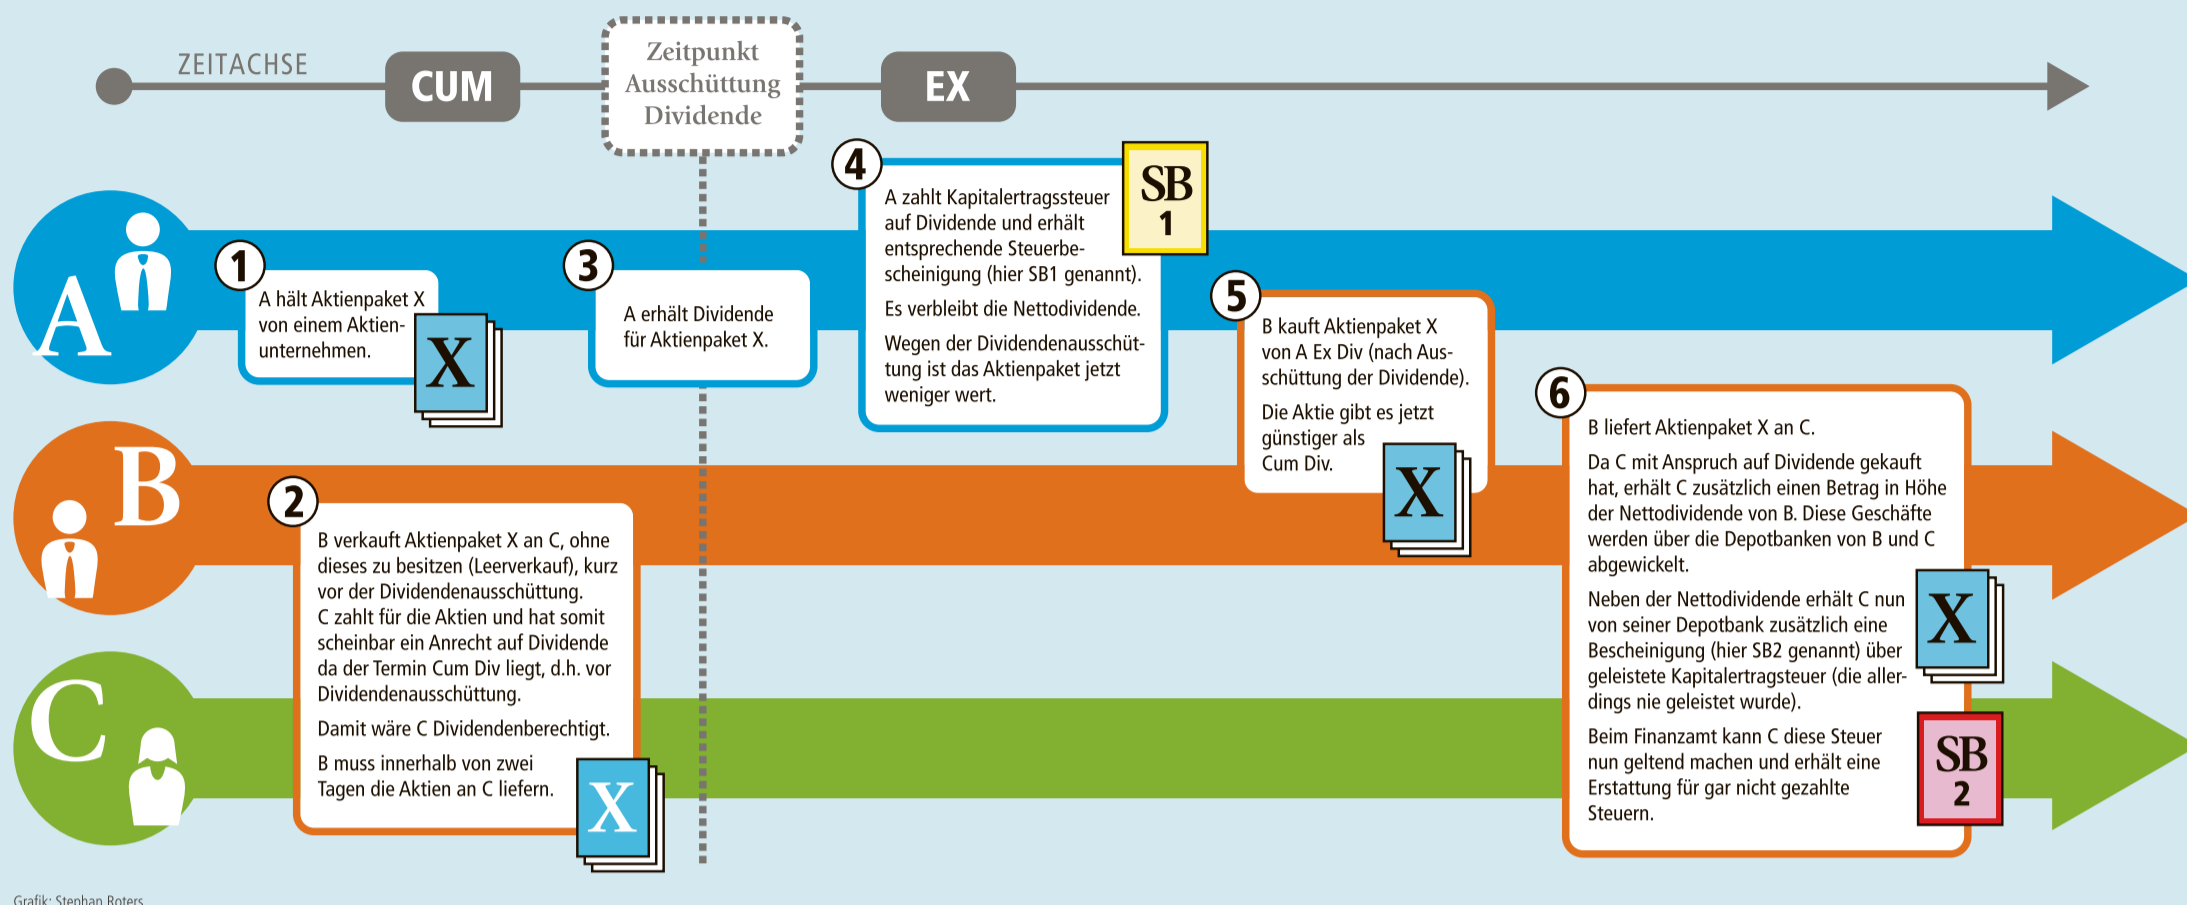 ZEITACHSE
CUM
Zeitpunkt
Ausschüttung
Dividende
EX
A
1
A hält Aktienpaket X
von einem Aktien-
unternehmen.
X
3
A erhält Dividende
für Aktienpaket X.
4
A zahlt Kapitalertragssteuer
auf Dividende und erhält
entsprechende Steuerbe-
scheinigung (hier SB1 genannt).
Es verbleibt die Nettodividende.
Wegen der Dividendenausschüt-
tung ist das Aktienpaket jetzt
weniger wert.
SB
1
B
2
B verkauft Aktienpaket X an C, ohne
dieses zu besitzen (Leerverkauf), kurz
vor der Dividendenausschüttung.
C zahlt für die Aktien und hat somit
scheinbar ein Anrecht auf Dividende
da der Termin Cum Div liegt, d.h. vor
Dividendenausschüttung.
Damit wäre C Dividendenberechtigt.
B muss innerhalb von zwei
Tagen die Aktien an C liefern.
X
5
B kauft Aktienpaket X
von A Ex Div (nach Aus-
schüttung der Dividende).
Die Aktie gibt es jetzt
günstiger als
Cum Div.
X
6
B liefert Aktienpaket X an C.
Da C mit Anspruch auf Dividende gekauft
hat, erhält C zusätzlich einen Betrag in Höhe
der Nettodividende von B. Diese Geschäfte
werden über die Depotbanken von B und C
abgewickelt.
Neben der Nettodividende erhält C nun
von seiner Depotbank zusätzlich eine
Bescheinigung (hier SB2 genannt) über
geleistete Kapitalertragsteuer (die aller-
dings nie geleistet wurde).
Beim Finanzamt kann C diese Steuer
nun geltend machen und erhält eine
Erstattung für gar nicht gezahlte
Steuern.
X
SB
2
C
Grafik: Stephan Roters